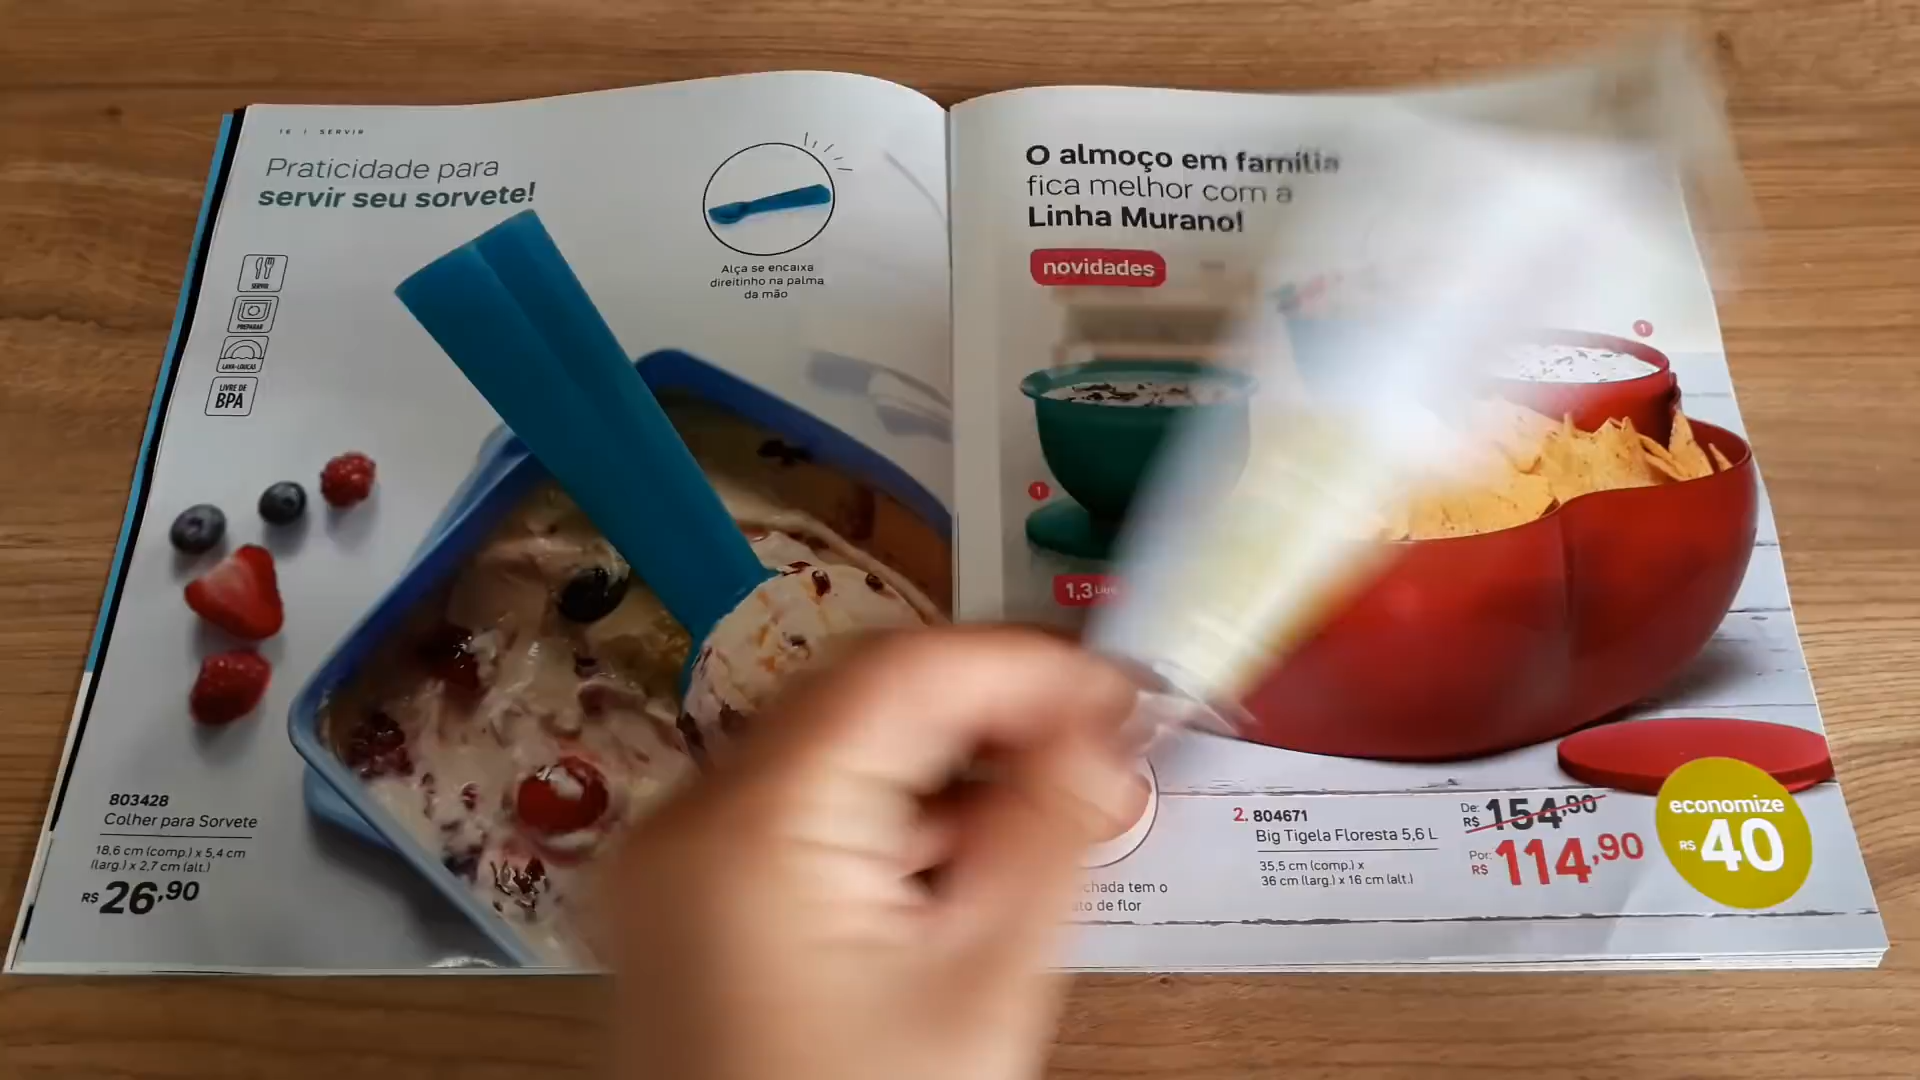 16 | SERVIR
Praticidade para
servir seu sorvete!
Alça se encaixa
direitinho na palma
da mão
SERVIR
PREPARAR
LAVA-LOUÇAS
LIVRE DE
BPA
803428
Colher para Sorvete
18,6 cm (comp.) x 5,4 cm
(larg.) x 2,7 cm (alt.)
R$ 26,90
O almoço em família
fica melhor com a
Linha Murano!
novidades
1
1
1,3
chada tem o
de flor
2. 804671
Big Tigela Floresta 5,6 L
35,5 cm (comp.) x
36 cm (larg.) x 16 cm (alt.)
De:
R$ 154,90
Por:
R$ 114,90
economize
R$ 40